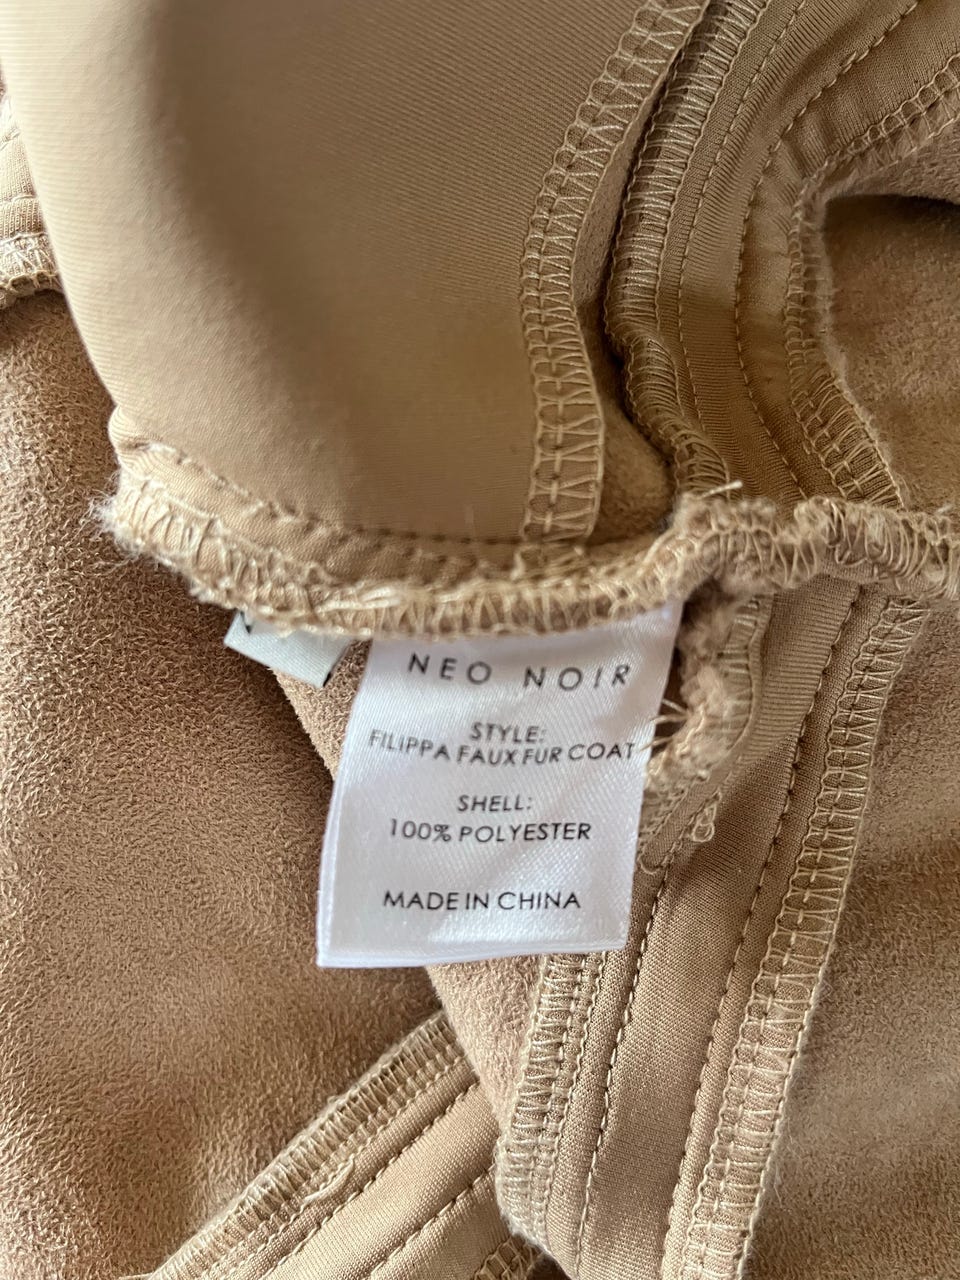 NEO NOIR
STYLE:
FILIPPA FAUX FUR COAT
SHELL:
100% POLYESTER
MADE IN CHINA